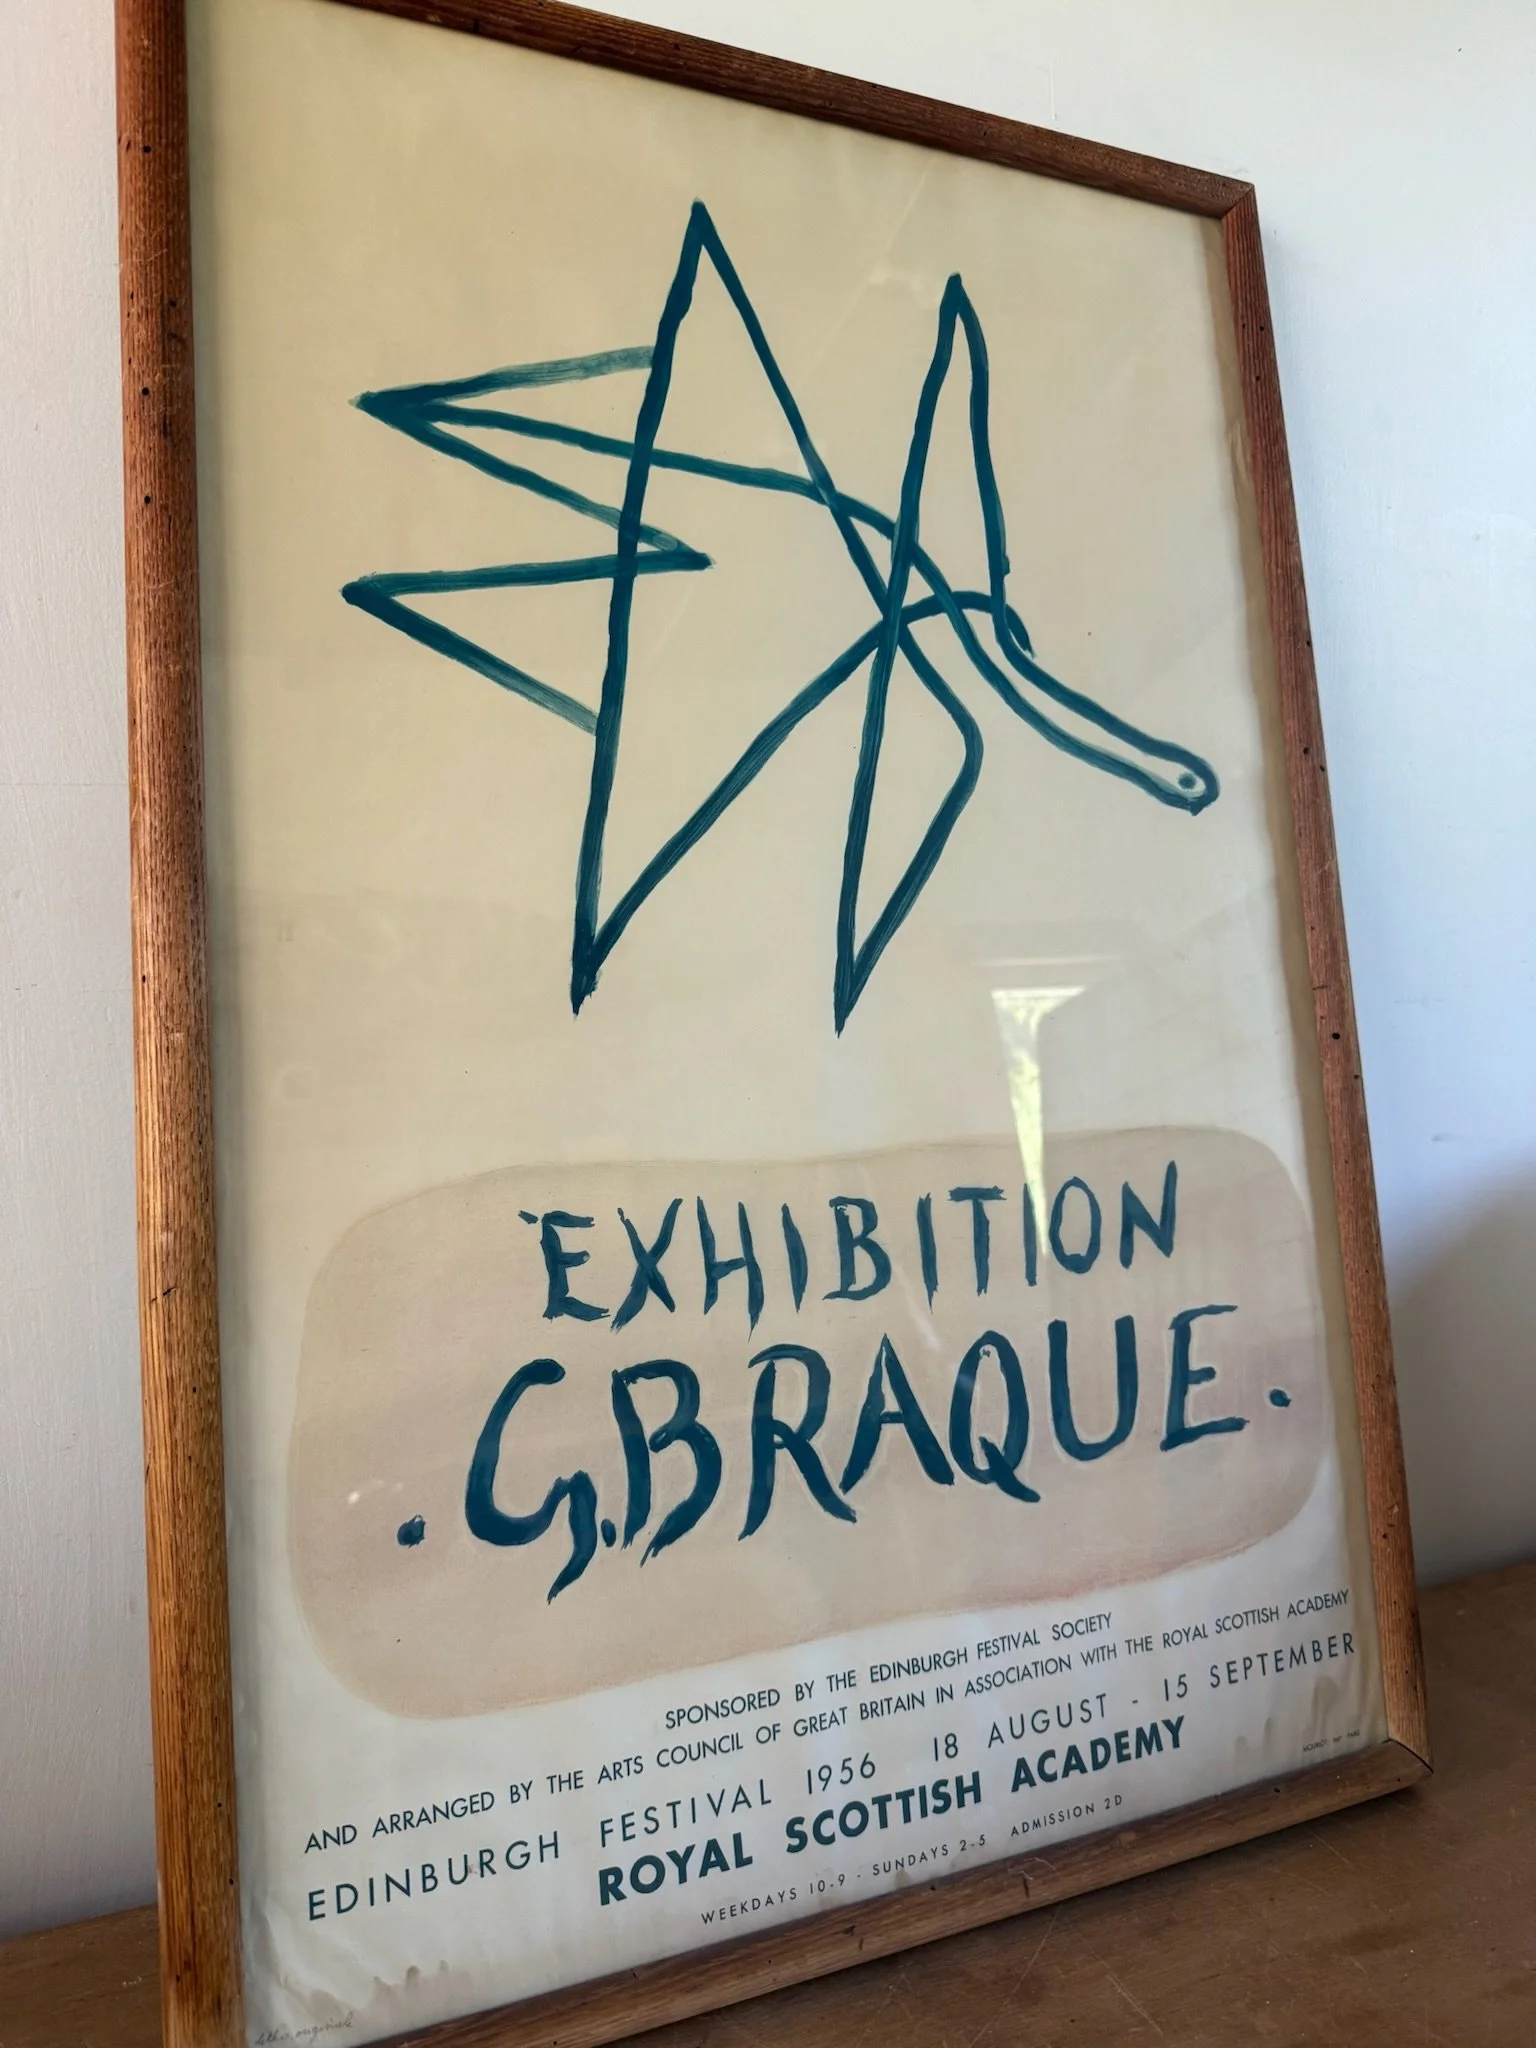 EXHIBITION
. G.BRAQUE .
SPONSORED BY THE EDINBURGH FESTIVAL SOCIETY
AND ARRANGED BY THE ARTS COUNCIL OF GREAT BRITAIN IN ASSOCIATION WITH THE ROYAL SCOTTISH ACADEMY
EDINBURGH FESTIVAL 1956 18 AUGUST - 15 SEPTEMBER
ROYAL SCOTTISH ACADEMY
WEEKDAYS 10-9 - SUNDAYS 2-5 ADMISSION 2D